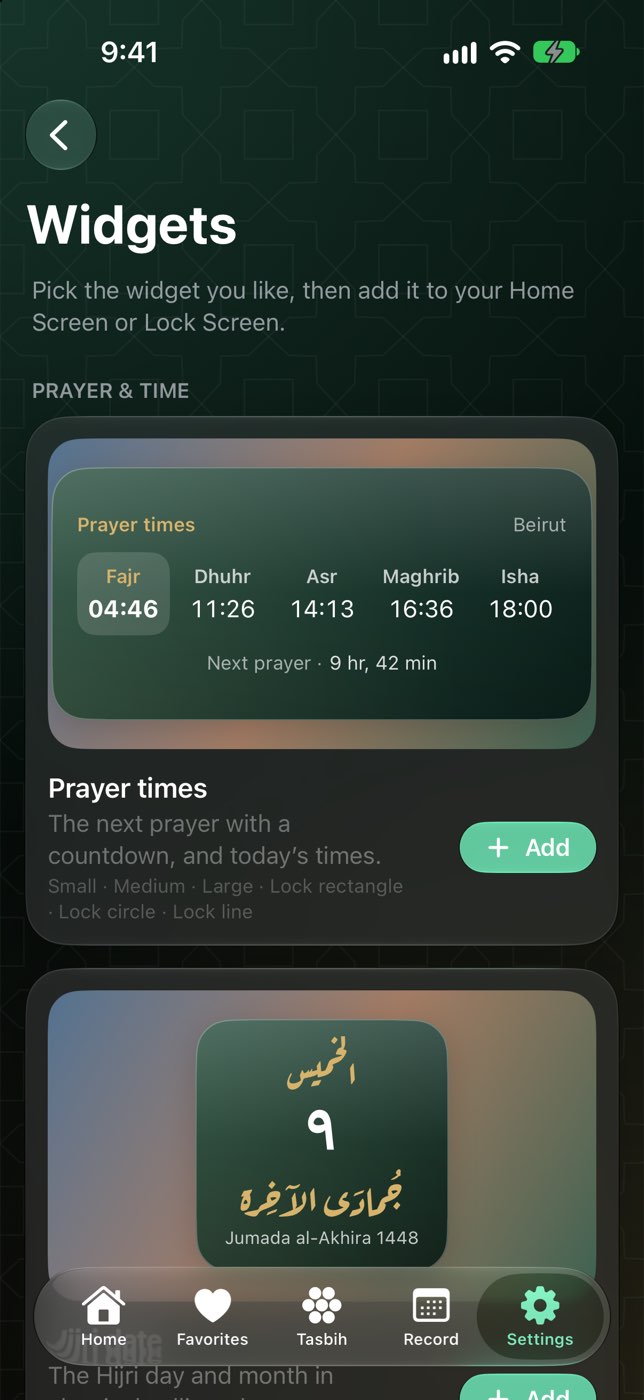 9:41
Widgets
Pick the widget you like, then add it to your Home
Screen or Lock Screen.
PRAYER & TIME
Prayer times
Beirut
Fajr Dhuhr Asr Maghrib Isha
04:46 11:26 14:13 16:36 18:00
Next prayer · 9 hr, 42 min
Prayer times
The next prayer with a
countdown, and today’s times.
+ Add
Small · Medium · Large · Lock rectangle
· Lock circle · Lock line
الخميس
٩
جُمادَى الآخِرة
Jumada al-Akhira 1448
Home Favorites Tasbih Record Settings
The Hijri day and month in
+ Add